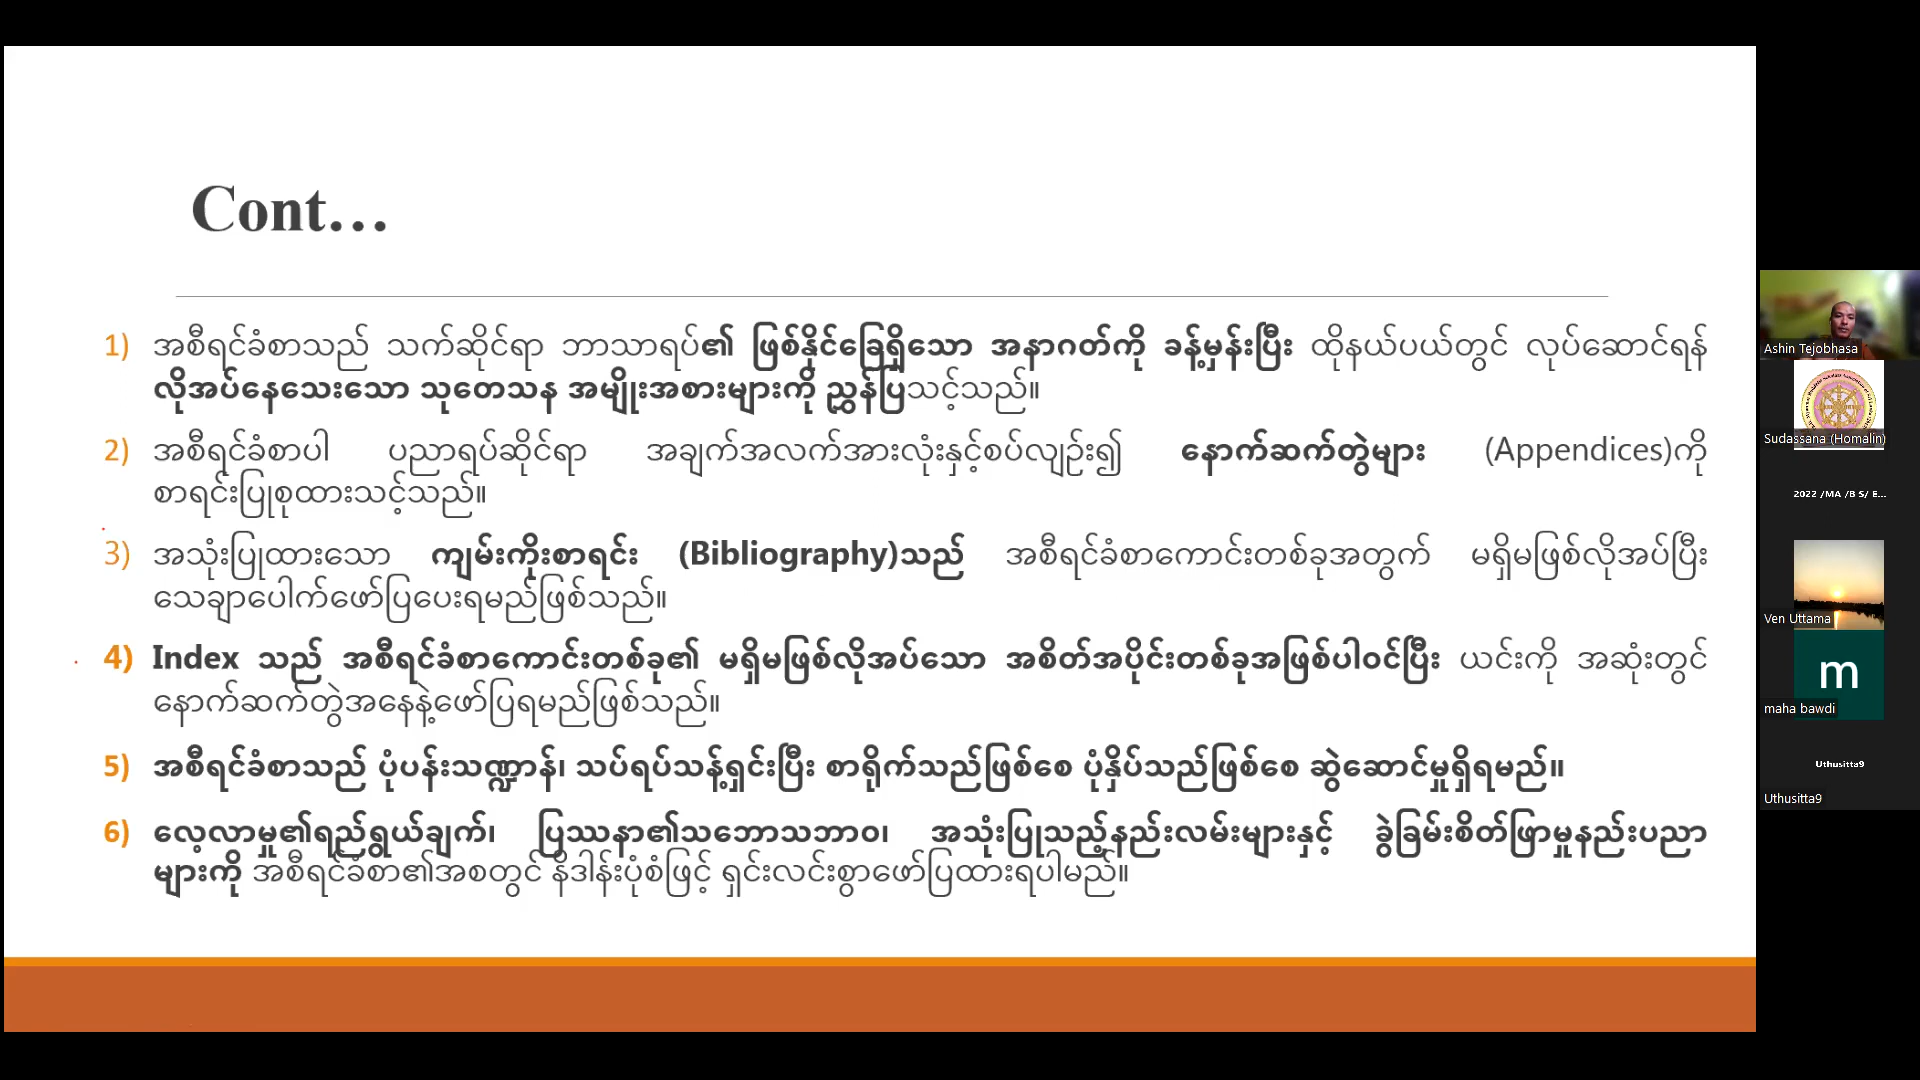 Cont…
1) အစီရင်ခံစာသည် သက်ဆိုင်ရာ ဘာသာရပ်၏ ဖြစ်နိုင်ခြေရှိသော အနာဂတ်ကို ခန့်မှန်းပြီး ထိုနယ်ပယ်တွင် လုပ်ဆောင်ရန်
လိုအပ်နေသေးသော သုတေသန အမျိုးအစားများကို ညွှန်ပြသင့်သည်။
2) အစီရင်ခံစာပါ ပညာရပ်ဆိုင်ရာ အချက်အလက်အားလုံးနှင့်စပ်လျဉ်း၍ နောက်ဆက်တွဲများ (Appendices)ကို
စာရင်းပြုစုထားသင့်သည်။
3) အသုံးပြုထားသော ကျမ်းကိုးစာရင်း (Bibliography)သည် အစီရင်ခံစာကောင်းတစ်ခုအတွက် မရှိမဖြစ်လိုအပ်ပြီး
သေချာပေါက်ဖော်ပြပေးရမည်ဖြစ်သည်။
4) Index သည် အစီရင်ခံစာကောင်းတစ်ခု၏ မရှိမဖြစ်လိုအပ်သော အစိတ်အပိုင်းတစ်ခုအဖြစ်ပါဝင်ပြီး ယင်းကို အဆုံးတွင်
နောက်ဆက်တွဲအနေနဲ့ဖော်ပြရမည်ဖြစ်သည်။
5) အစီရင်ခံစာသည် ပုံပန်းသဏ္ဍာန်၊ သပ်ရပ်သန့်ရှင်းပြီး စာရိုက်သည်ဖြစ်စေ ပုံနှိပ်သည်ဖြစ်စေ ဆွဲဆောင်မှုရှိရမည်။
6) လေ့လာမှု၏ရည်ရွယ်ချက်၊ ပြဿနာ၏သဘောသဘာဝ၊ အသုံးပြုသည့်နည်းလမ်းများနှင့် ခွဲခြမ်းစိတ်ဖြာမှုနည်းပညာ
များကို အစီရင်ခံစာ၏အစတွင် နိဒါန်းပုံစံဖြင့် ရှင်းလင်းစွာဖော်ပြထားရပါမည်။
Ashin Tejobhasa
Sudassana (Homalin)
2022 /MA /B S/ E...
Ven Uttama
m
maha bawdi
Uthusitta9
Uthusitta9